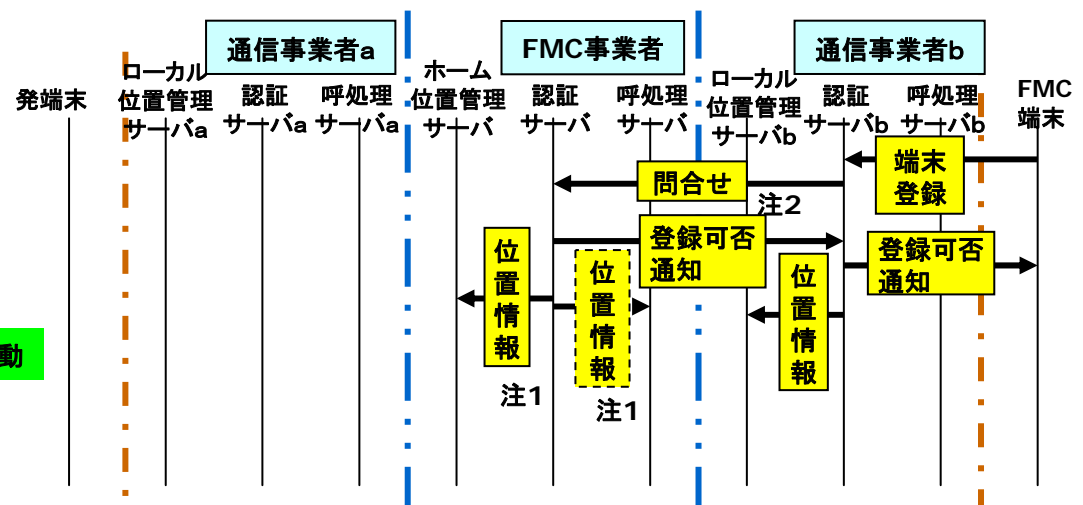 通信事業者a
FMC事業者
通信事業者b
発端末
ローカル
位置管理
サーバa
認証
サーバa
呼処理
サーバa
ホーム
位置管理
サーバ
認証
サーバ
呼処理
サーバ
ローカル
位置管理
サーバb
認証
サーバb
呼処理
サーバb
FMC
端末
端末
登録
問合せ
注2
登録可否
通知
登録可否
通知
位置情報
位置情報
位置情報
動
注1
注1